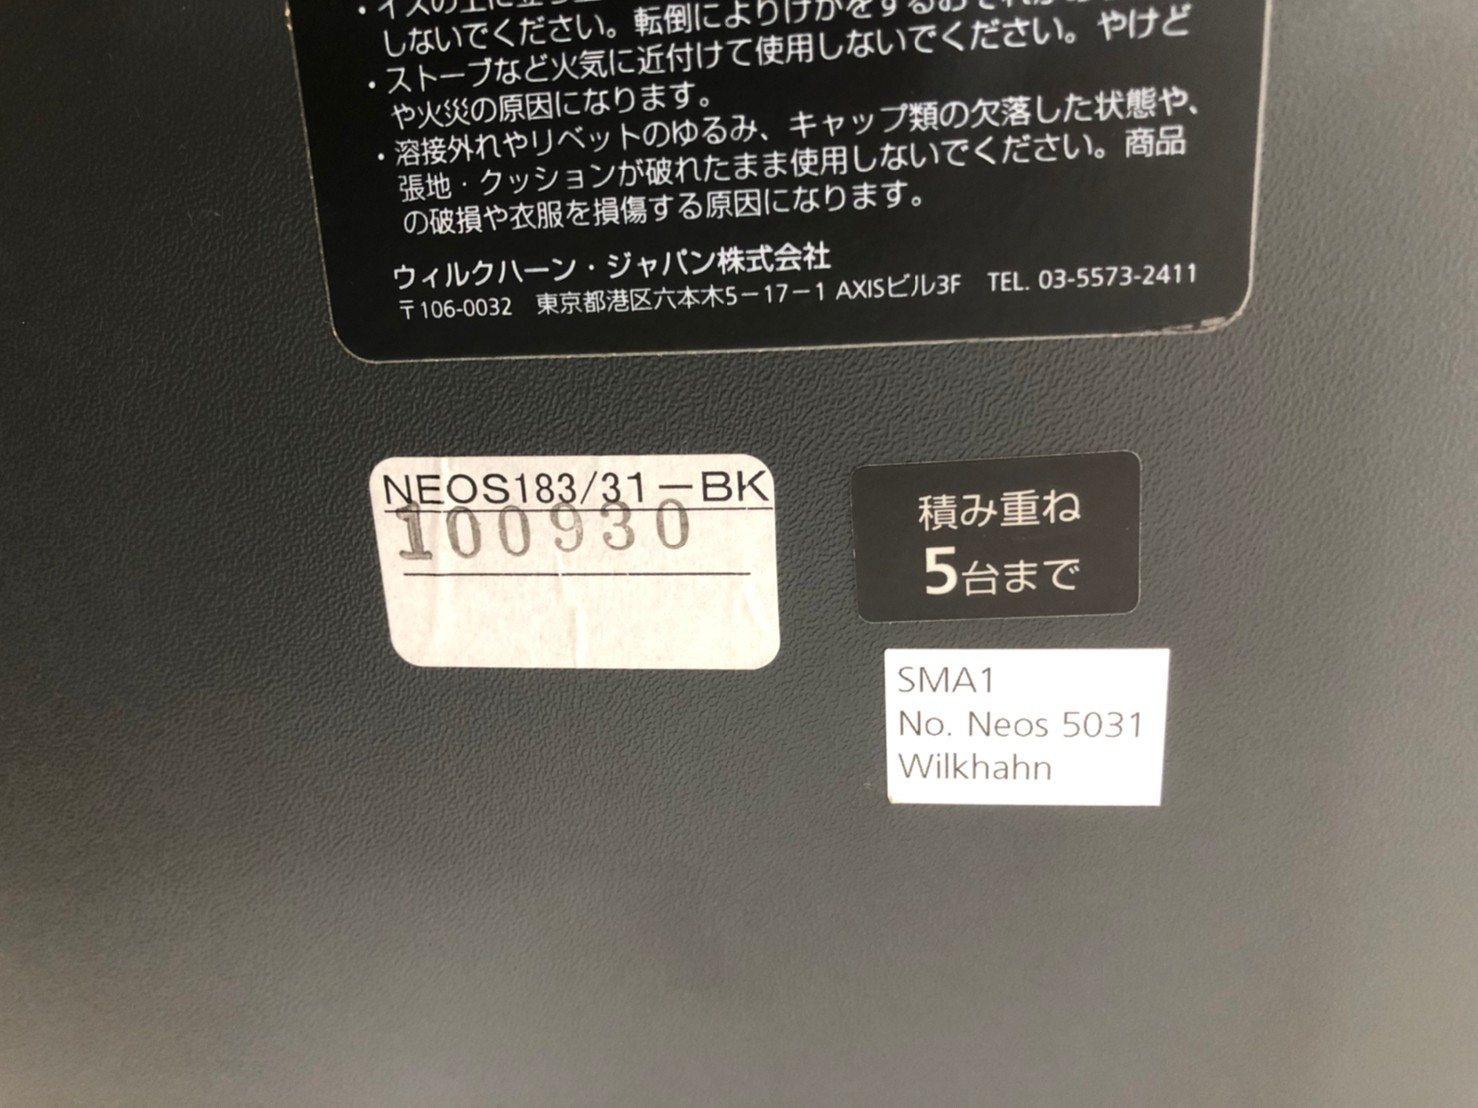 ・イスの上に立
しないでください。転倒によりけがをするおそれが
・ストーブなど火気に近付けて使用しないでください。やけど
や火災の原因になります。
・溶接外れやリベットのゆるみ、キャップ類の欠落した状態や、
張地・クッションが破れたまま使用しないでください。商品
の破損や衣服を損傷する原因になります。
ウィルクハーン・ジャパン株式会社
〒106-0032 東京都港区六本木5-17-1 AXISビル3F TEL. 03-5573-2411
NEOS183/31-BK
100930
積み重ね
5台まで
SMA1
No. Neos 5031
Wilkhahn